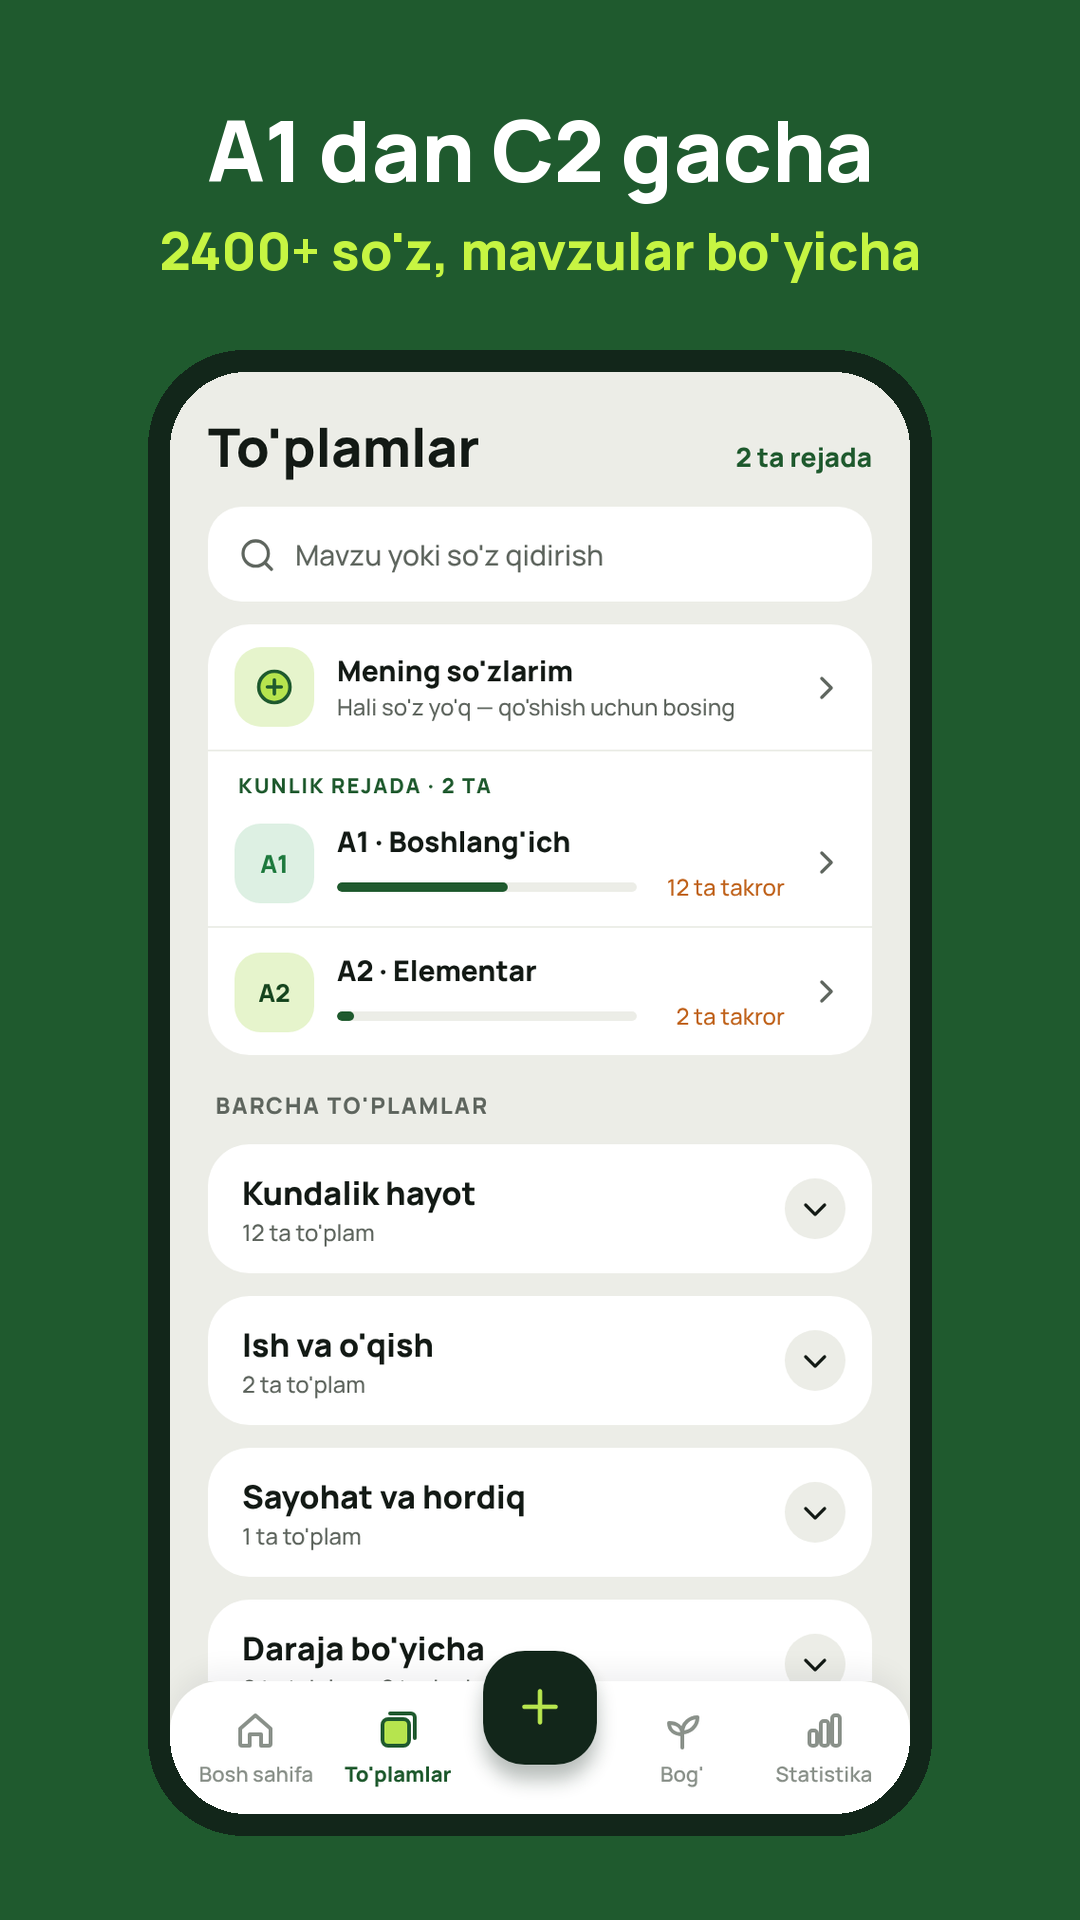 A1 dan C2 gacha
2400+ so'z, mavzular bo'yicha
To'plamlar
2 ta rejada
Mavzu yoki so'z qidirish
Mening so'zlarim
Hali so'z yo'q — qo'shish uchun bosing
KUNLIK REJADA · 2 TA
A1
A1 · Boshlang'ich
12 ta takror
A2
A2 · Elementar
2 ta takror
BARCHA TO'PLAMLAR
Kundalik hayot
12 ta to'plam
Ish va o'qish
2 ta to'plam
Sayohat va hordiq
1 ta to'plam
Daraja bo'yicha
Bosh sahifa
To'plamlar
Bog'
Statistika